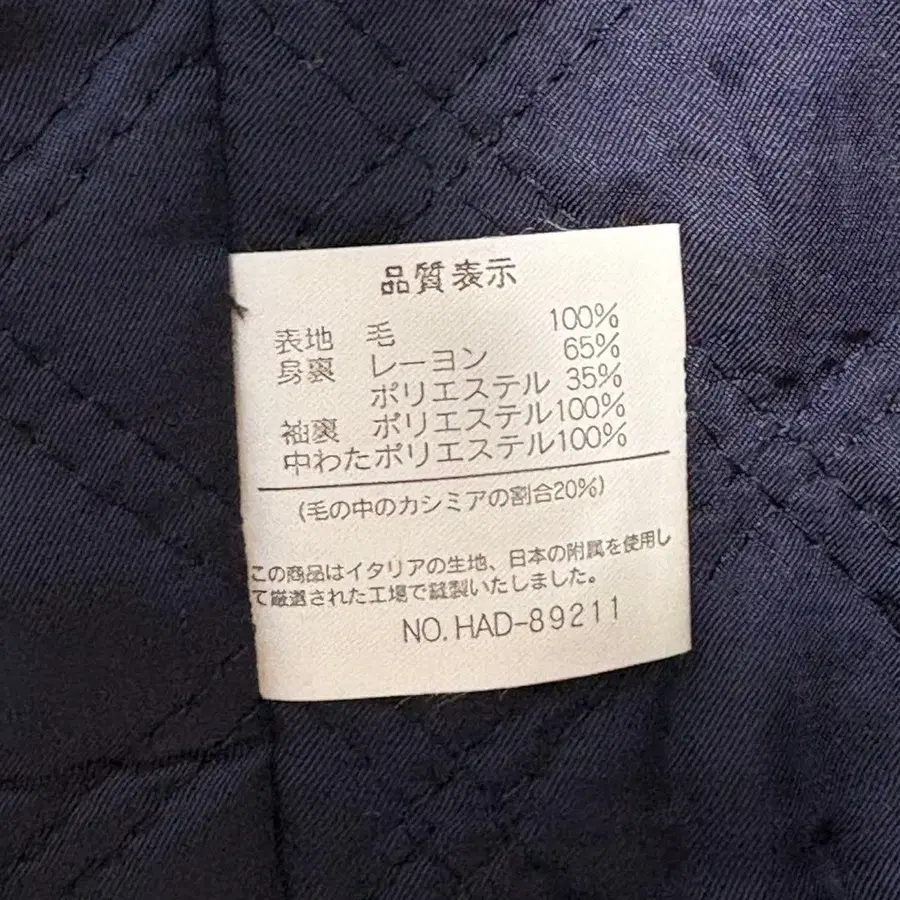 品質表示
表地 毛 100%
身裏 レーヨン 65%
ポリエステル 35%
袖裏 ポリエステル100%
中わたポリエステル100%
(毛の中のカシミアの割合20%)
この商品はイタリアの生地、日本の附属を使用し
て厳選された工場で縫製いたしました。
NO.HAD-89211